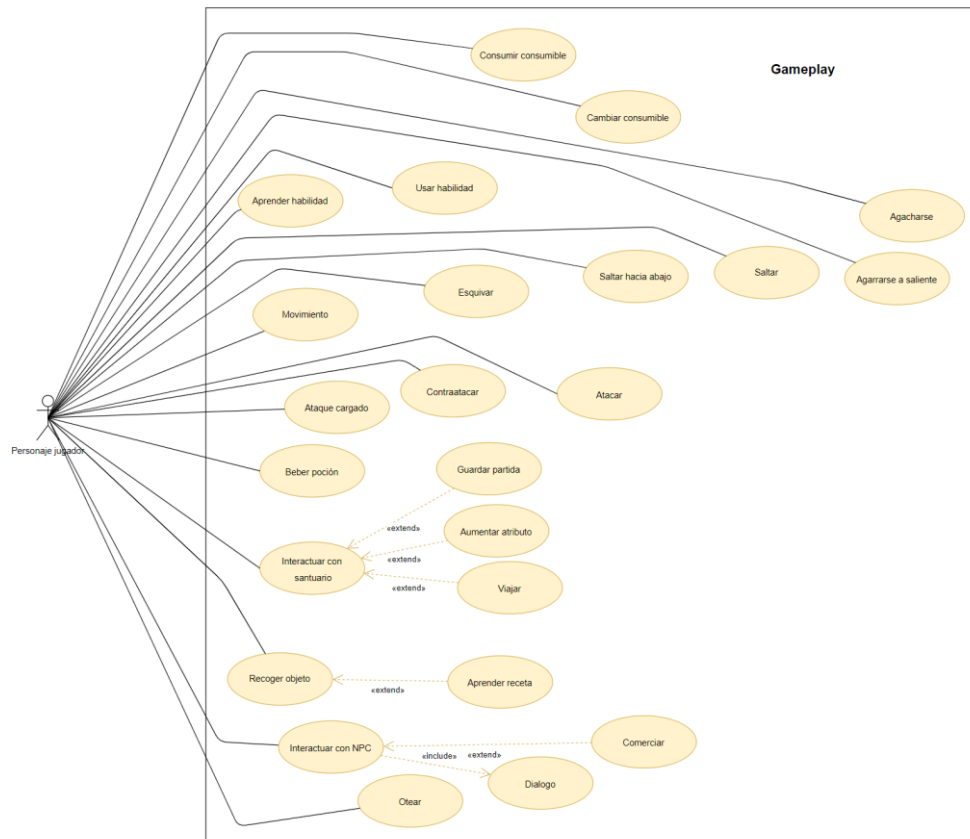 Consumir consumible
Gameplay
Cambiar consumible
Usar habilidad
Aprender habilidad
Agacharse
Saltar
Saltar hacia abajo
Agarrarse a saliente
Esquivar
Movimiento
Contraatacar
Atacar
Ataque cargado
Personaje jugador
Beber poción
Guardar partida
«extend»
Aumentar atributo
«extend»
Interactuar con
santuario
«extend»
Viajar
Recoger objeto
«extend»
Aprender receta
Comerciar
Interactuar con NPC
«include»
«extend»
Dialogo
Otear